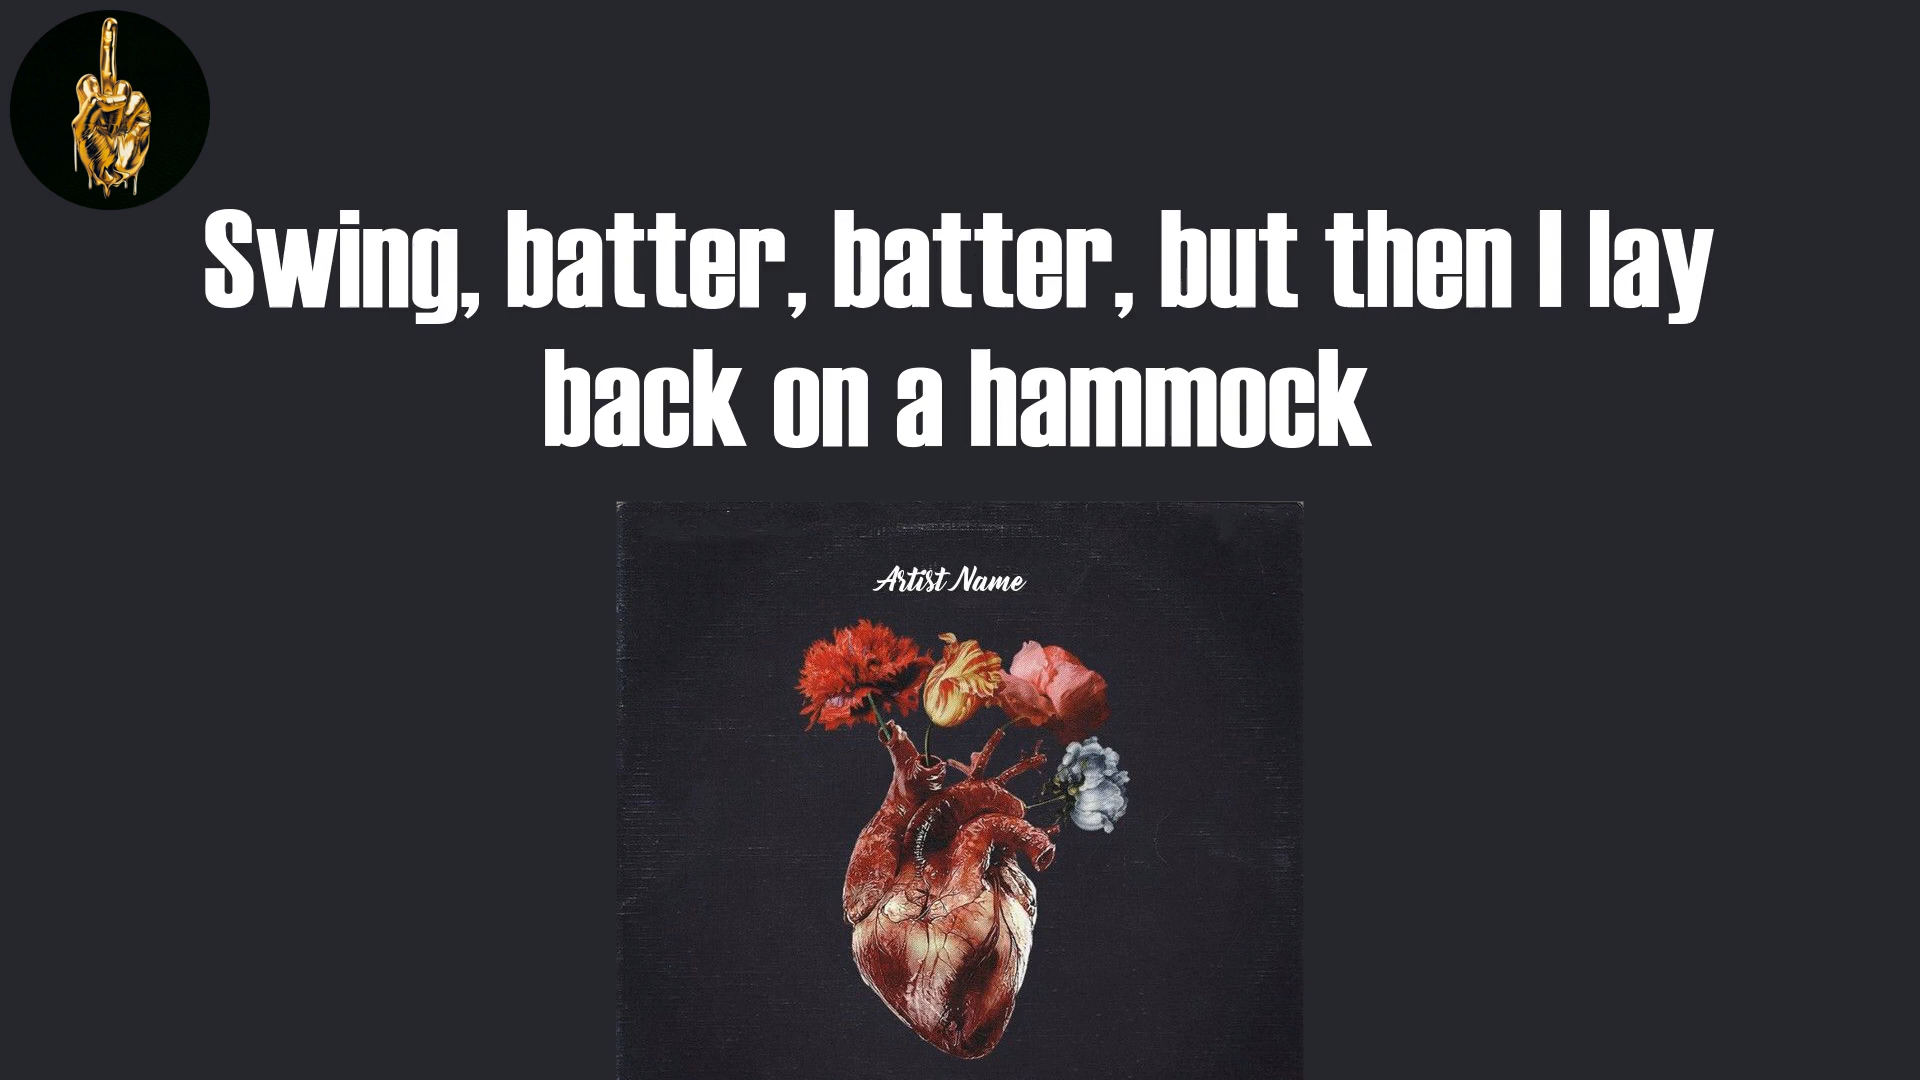 Swing, batter, batter, but then I lay
back on a hammock
Artist Name